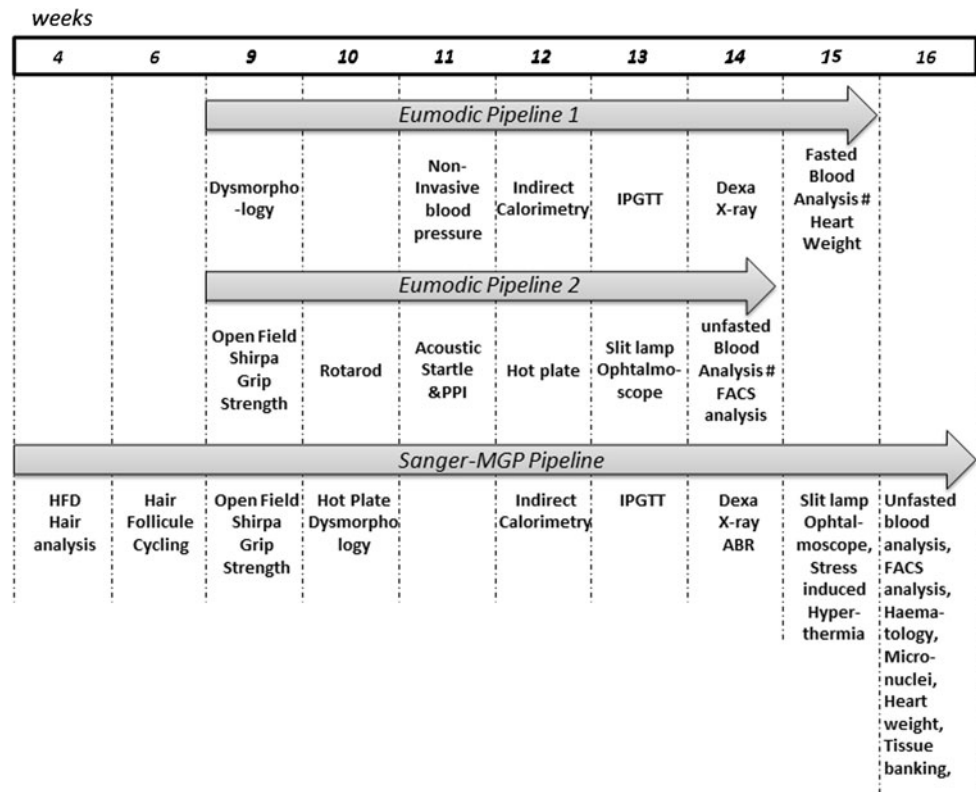 weeks
4 6 9 10 11 12 13 14 15 16
Eumodic Pipeline 1
Dysmorpho
-logy
Non-
Invasive
blood
pressure
Indirect
Calorimetry
IPGTT
Dexa
X-ray
Fasted
Blood
Analysis #
Heart
Weight
Eumodic Pipeline 2
Open Field
Shirpa
Grip
Strength
Rotarod
Acoustic
Startle
&PPI
Hot plate
Slit lamp
Ophtalmo-
scope
unfasted
Blood
Analysis #
FACS
analysis
Sanger-MGP Pipeline
HFD
Hair
analysis
Hair
Follicule
Cycling
Open Field
Shirpa
Grip
Strength
Hot Plate
Dysmorpho
logy
Indirect
Calorimetry
IPGTT
Dexa
X-ray
ABR
Slit lamp
Ophtal-
moscope,
Stress
induced
Hyper-
thermia
Unfasted
blood
analysis,
FACS
analysis,
Haema-
tology,
Micro-
nuclei,
Heart
weight,
Tissue
banking,